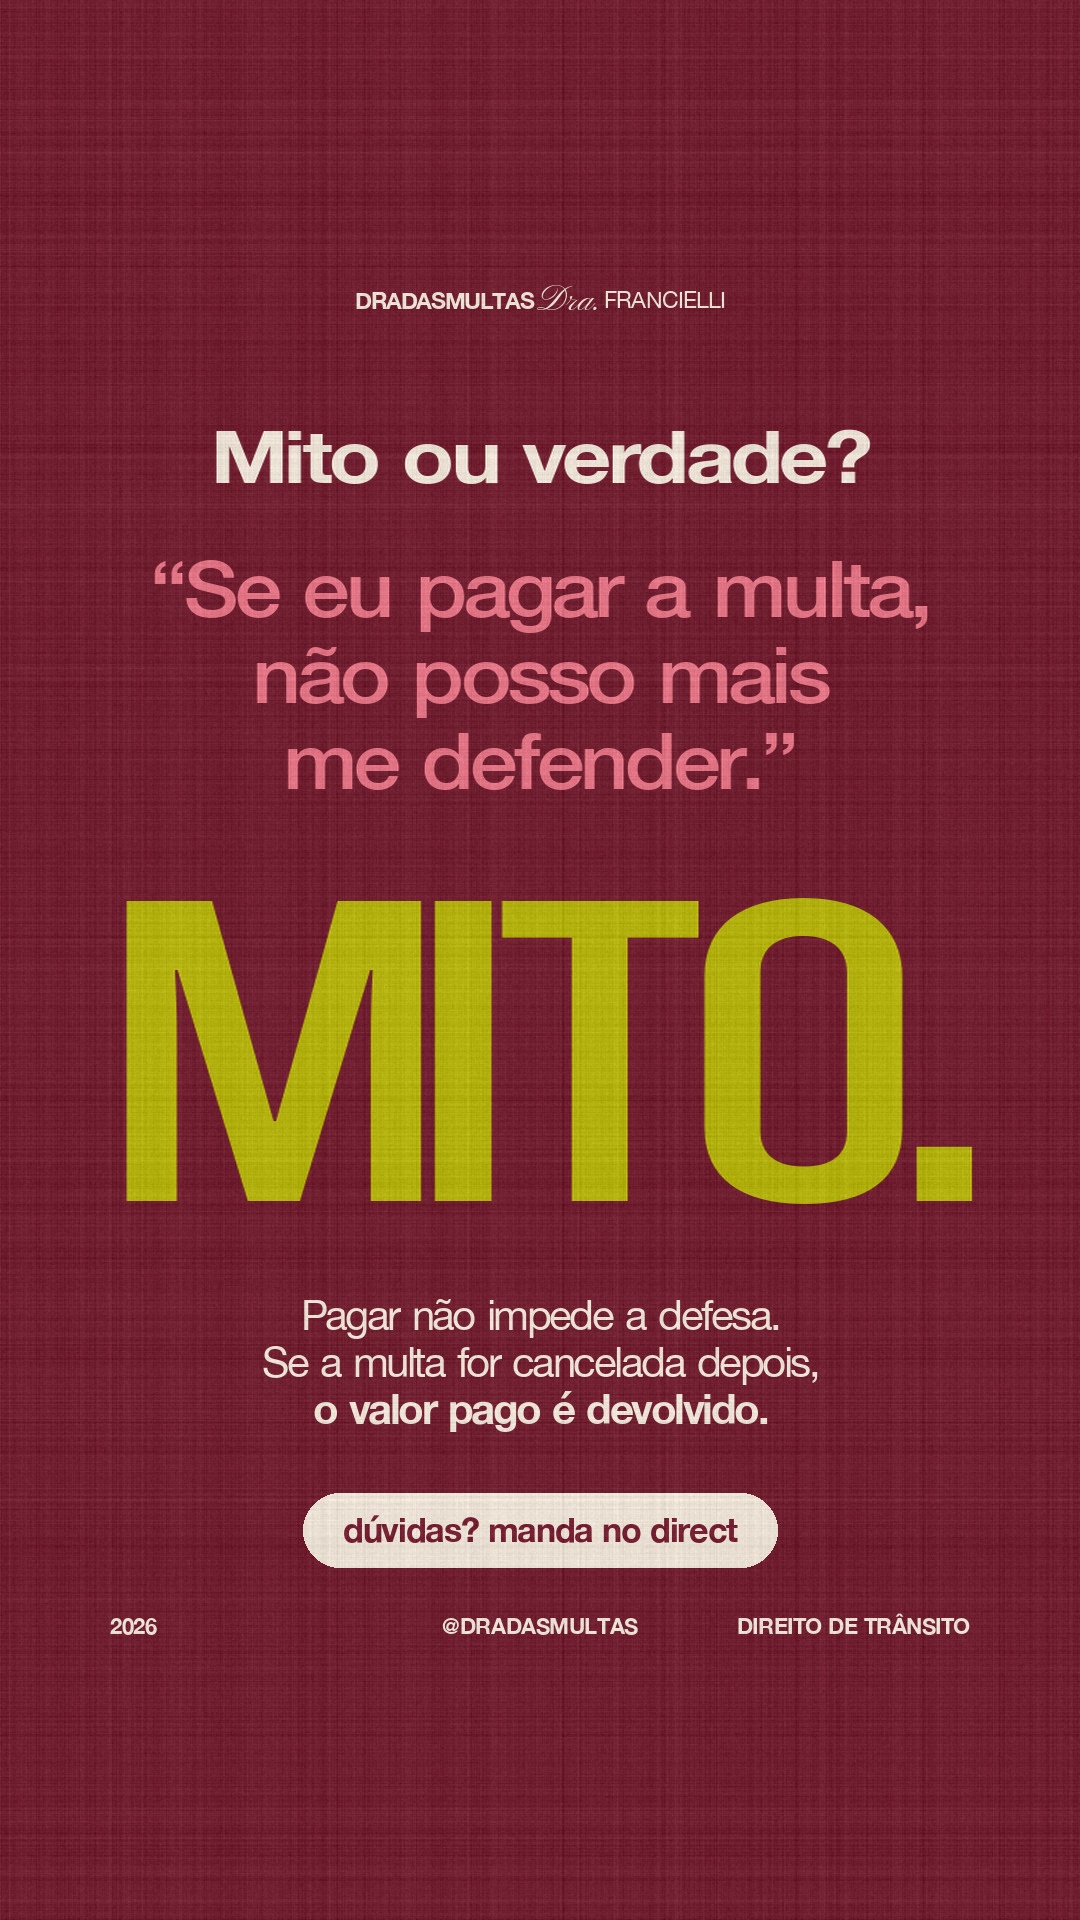 DRADASMULTAS Dra. FRANCIELLI
Mito ou verdade?
“Se eu pagar a multa,
não posso mais
me defender.”
MITO.
Pagar não impede a defesa.
Se a multa for cancelada depois,
o valor pago é devolvido.
dúvidas? manda no direct
2026 @DRADASMULTAS DIREITO DE TRÂNSITO